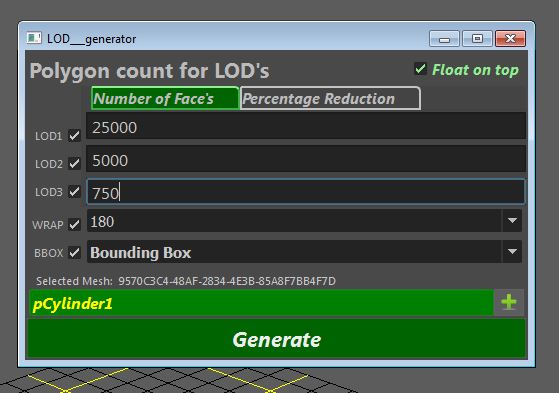 LOD___generator
Polygon count for LOD's
Float on top
Number of Face's
Percentage Reduction
LOD1 25000
LOD2 5000
LOD3 750
WRAP 180
BBOX Bounding Box
Selected Mesh: 9570C3C4-48AF-2834-4E3B-85A8F7BB4F7D
pCylinder1
Generate